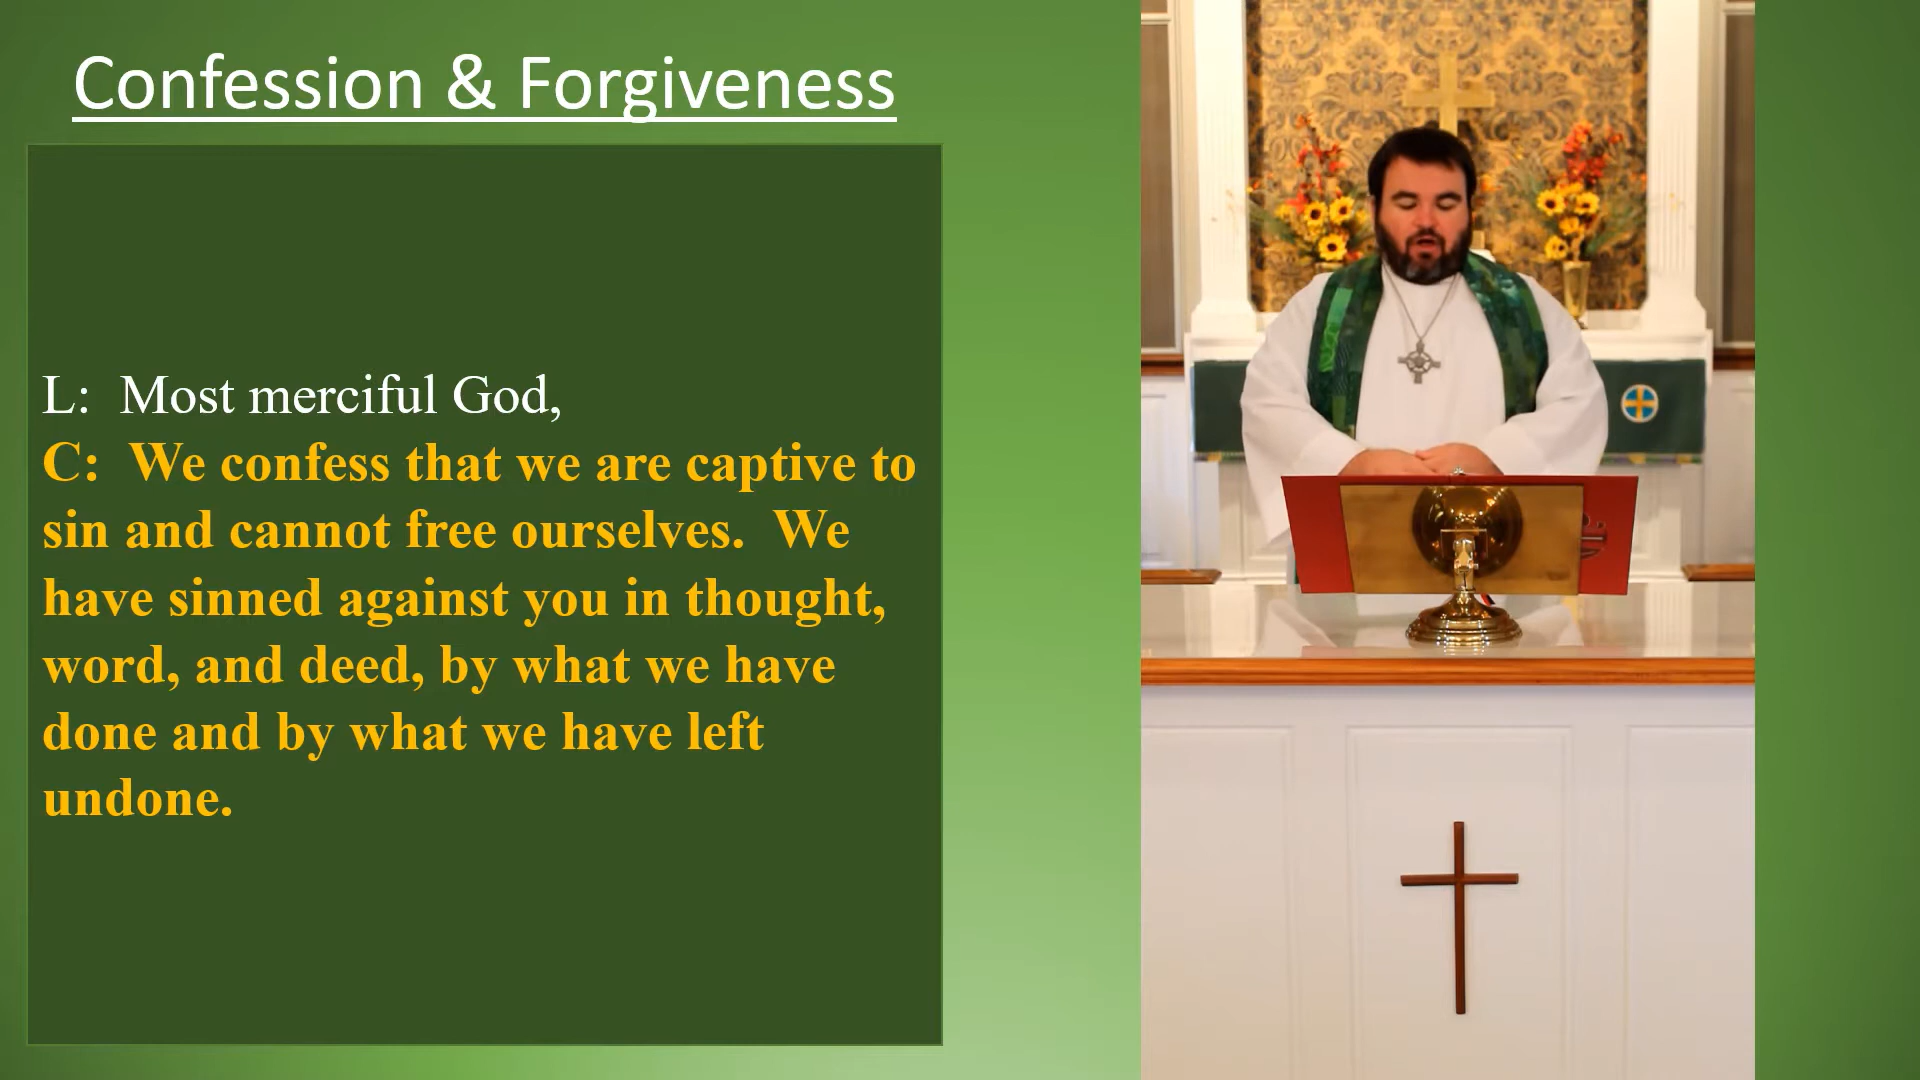 Confession & Forgiveness
L:  Most merciful God,
C:  We confess that we are captive to
sin and cannot free ourselves.  We
have sinned against you in thought,
word, and deed, by what we have
done and by what we have left
undone.